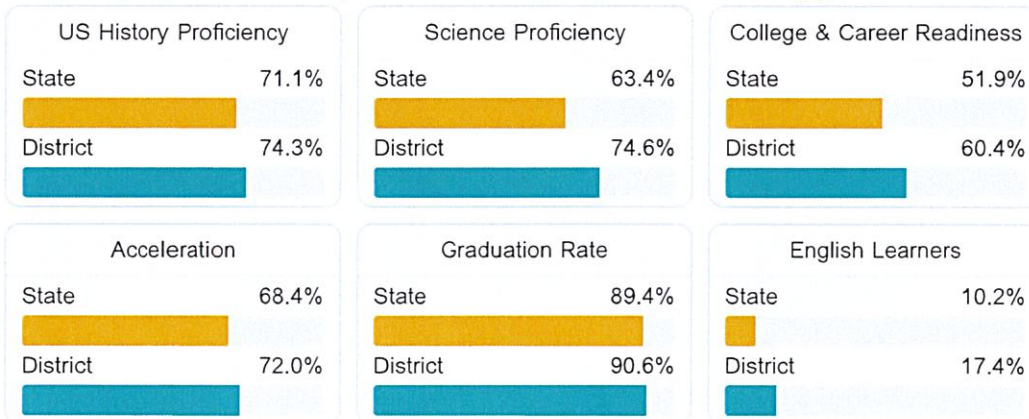 US History Proficiency
State 71.1%
District 74.3%
Science Proficiency
State 63.4%
District 74.6%
College & Career Readiness
State 51.9%
District 60.4%
Acceleration
State 68.4%
District 72.0%
Graduation Rate
State 89.4%
District 90.6%
English Learners
State 10.2%
District 17.4%